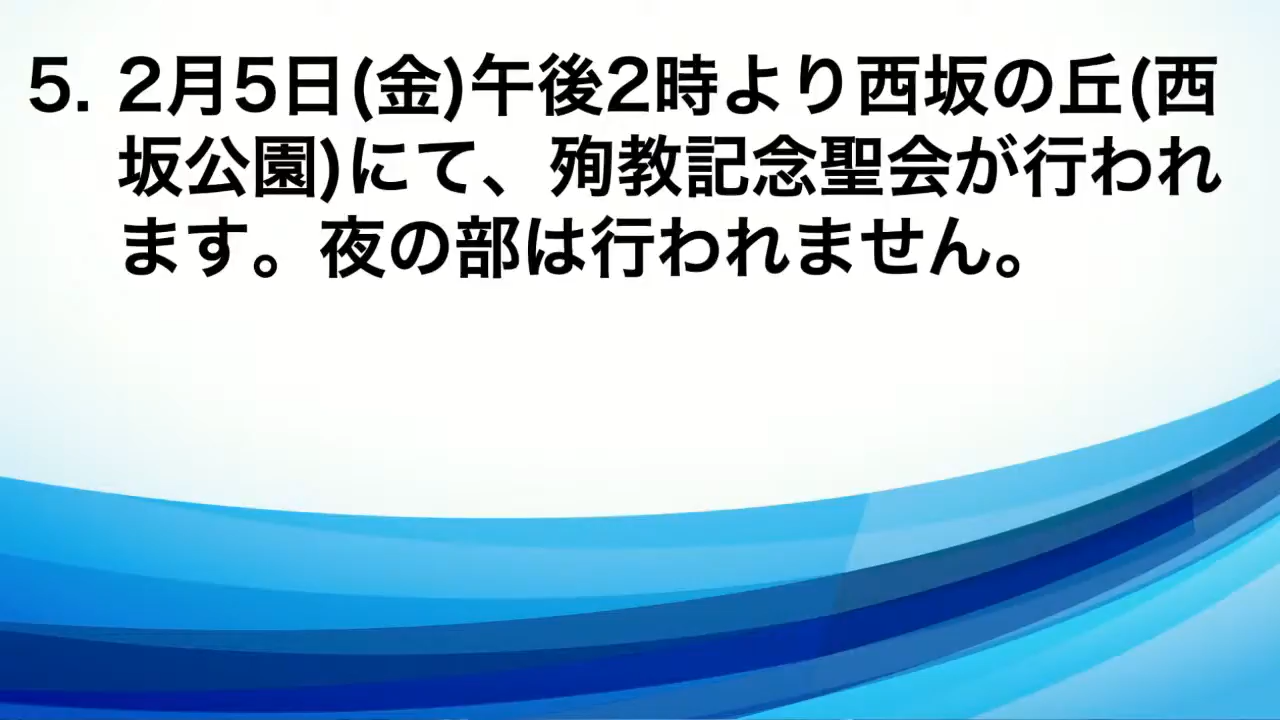 5. 2月5日(金)午後2時より西坂の丘(西
坂公園)にて、殉教記念聖会が行われ
ます。夜の部は行われません。